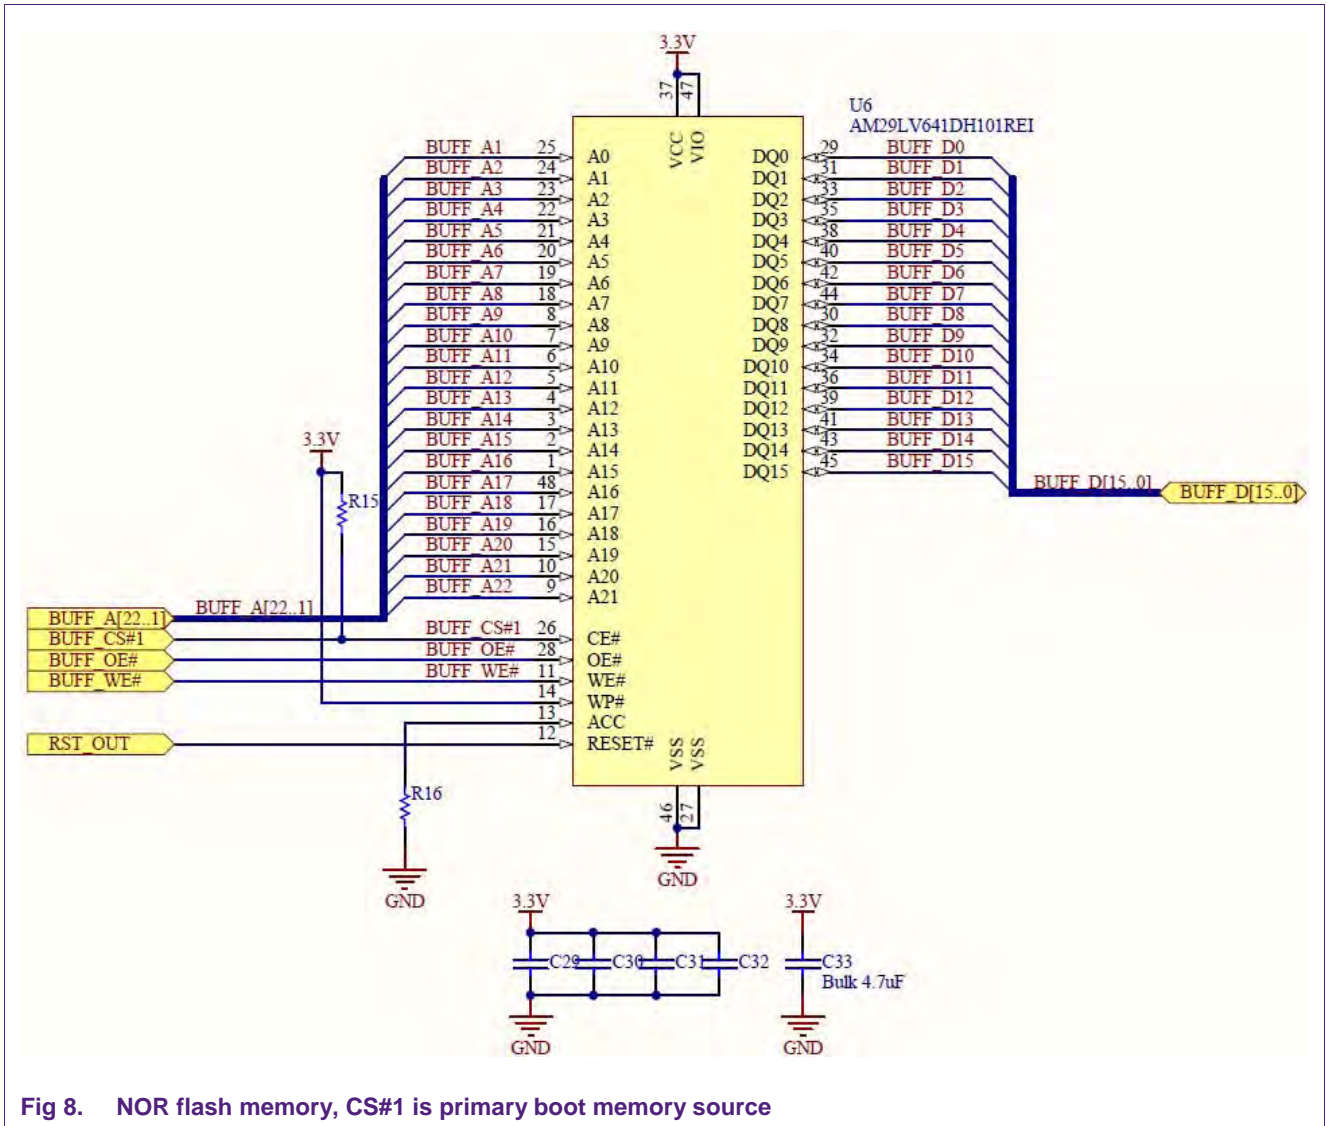 3.3V
37
47
U6
AM29LV641DH101REI
VCC
VIO
BUFF_A1 25 A0 DQ0 29 BUFF_D0
BUFF_A2 24 A1 DQ1 31 BUFF_D1
BUFF_A3 23 A2 DQ2 33 BUFF_D2
BUFF_A4 22 A3 DQ3 35 BUFF_D3
BUFF_A5 21 A4 DQ4 38 BUFF_D4
BUFF_A6 20 A5 DQ5 40 BUFF_D5
BUFF_A7 19 A6 DQ6 42 BUFF_D6
BUFF_A8 18 A7 DQ7 44 BUFF_D7
BUFF_A9 8 A8 DQ8 30 BUFF_D8
BUFF_A10 7 A9 DQ9 32 BUFF_D9
BUFF_A11 6 A10 DQ10 34 BUFF_D10
BUFF_A12 5 A11 DQ11 36 BUFF_D11
BUFF_A13 4 A12 DQ12 39 BUFF_D12
BUFF_A14 3 A13 DQ13 41 BUFF_D13
BUFF_A15 2 A14 DQ14 43 BUFF_D14
BUFF_A16 1 A15 DQ15 45 BUFF_D15
BUFF_A17 48 A16
BUFF_A18 17 A17
BUFF_A19 16 A18
BUFF_A20 15 A19
BUFF_A21 10 A20
BUFF_A22 9 A21
3.3V
R15
BUFF_D[15..0]
BUFF_D[15..0]
BUFF_A[22..1]
BUFF_A[22..1]
BUFF_CS#1 BUFF_CS#1 26 CE#
BUFF_OE# BUFF_OE# 28 OE#
BUFF_WE# BUFF_WE# 11 WE#
14 WP#
13 ACC
RST_OUT 12 RESET#
VSS
VSS
R16
46
27
GND
GND
3.3V
C29 C30 C31 C32
GND
3.3V
C33
Bulk 4.7uF
GND
Fig 8. NOR flash memory, CS#1 is primary boot memory source